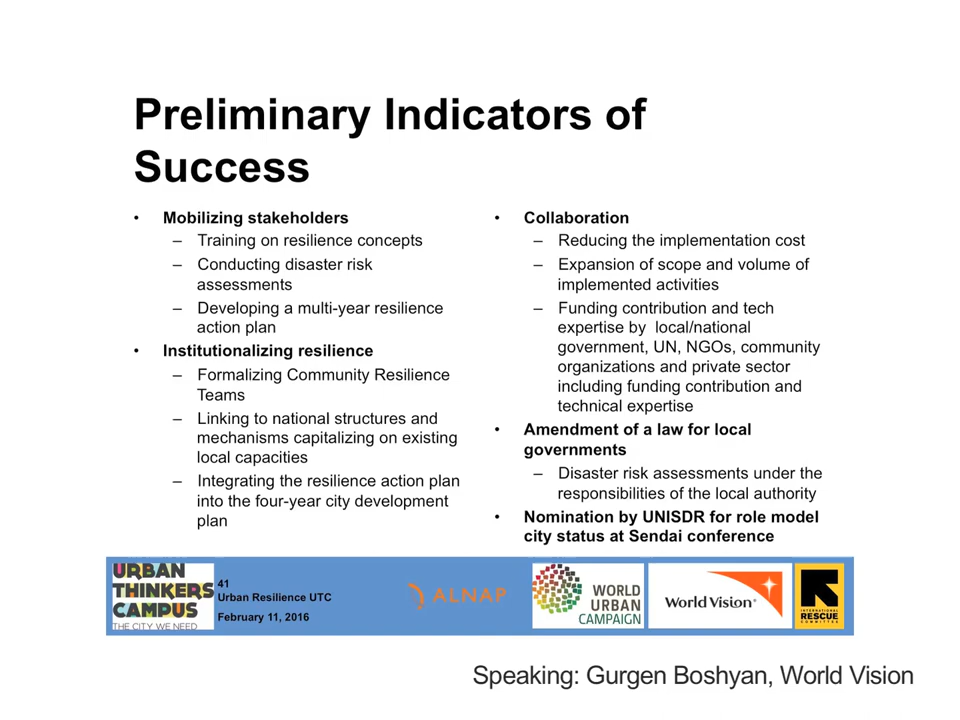 Preliminary Indicators of
Success
• Mobilizing stakeholders
– Training on resilience concepts
– Conducting disaster risk
assessments
– Developing a multi-year resilience
action plan
• Institutionalizing resilience
– Formalizing Community Resilience
Teams
– Linking to national structures and
mechanisms capitalizing on existing
local capacities
– Integrating the resilience action plan
into the four-year city development
plan
• Collaboration
– Reducing the implementation cost
– Expansion of scope and volume of
implemented activities
– Funding contribution and tech
expertise by local/national
government, UN, NGOs, community
organizations and private sector
including funding contribution and
technical expertise
• Amendment of a law for local
governments
– Disaster risk assessments under the
responsibilities of the local authority
• Nomination by UNISDR for role model
city status at Sendai conference
URBAN
THINKERS
CAMPUS
THE CITY WE NEED
41
Urban Resilience UTC
February 11, 2016
ALNAP
WORLD
URBAN
CAMPAIGN
World Vision
INTERNATIONAL
RESCUE
COMMITTEE
Speaking: Gurgen Boshyan, World Vision